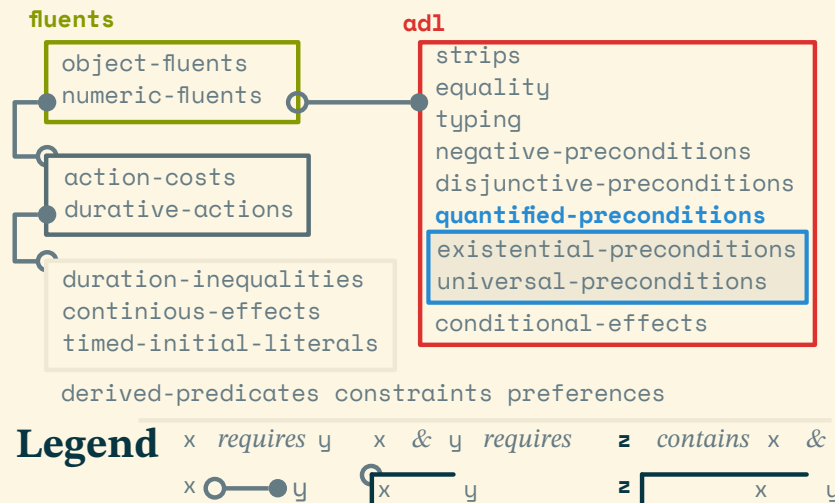 fluents
object-fluents
numeric-fluents
action-costs
durative-actions
duration-inequalities
continious-effects
timed-initial-literals
adl
strips
equality
typing
negative-preconditions
disjunctive-preconditions
quantified-preconditions
existential-preconditions
universal-preconditions
conditional-effects
derived-predicates constraints preferences
Legend
x requires y x & y requires z contains x &
x y x y z x y